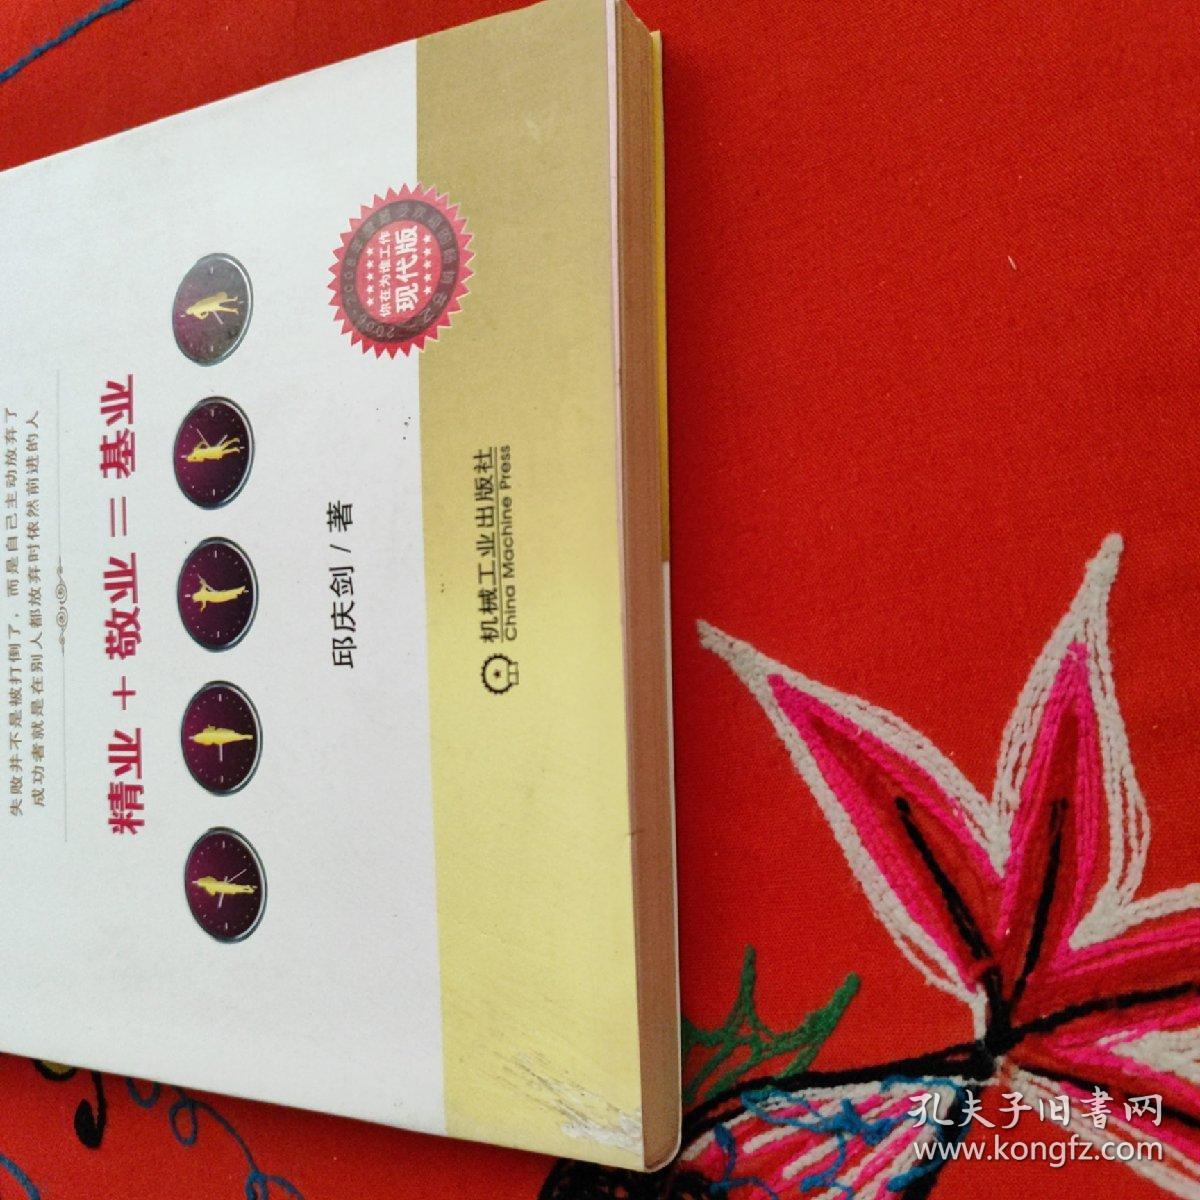 失败并不是被打倒了，而是自己主动放弃了
成功者就是在别人都放弃时依然前进的人
精业＋敬业＝基业
你在为谁工作
现代版
邱庆剑/著
机械工业出版社
China Machine Press
孔夫子旧書网
www.kongfz.com